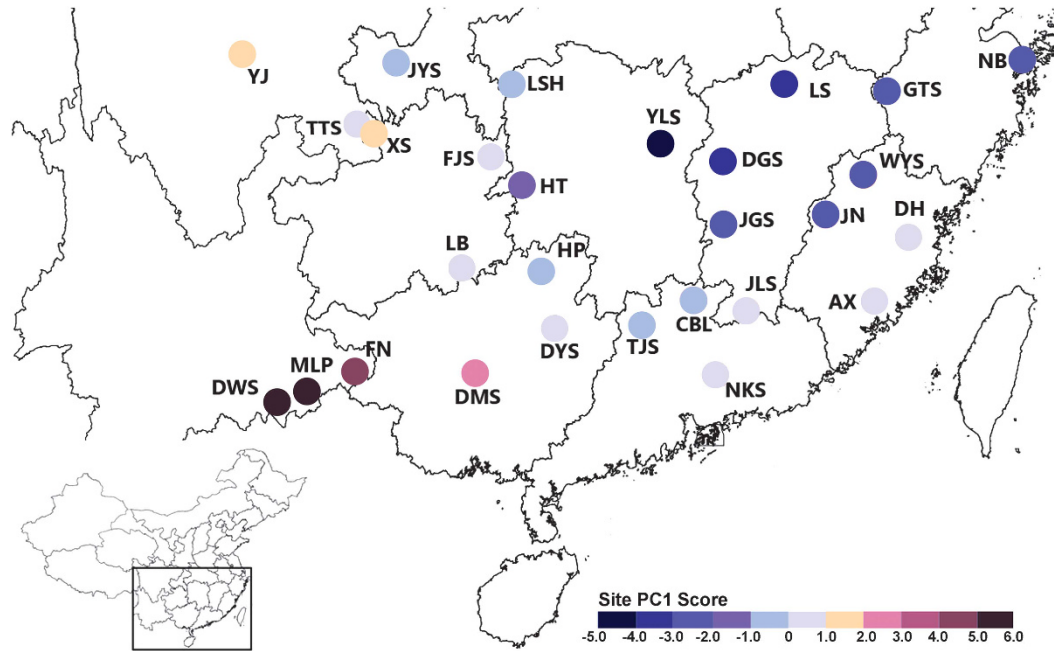 YJ
JYS
LSH
LS
GTS
NB
TTS
XS
FJS
YLS
DGS
WYS
HT
JGS
JN
DH
LB
HP
JLS
AX
CBL
TJS
DYS
FN
MLP
DWS
DMS
NKS
Site PC1 Score
-5.0 -4.0 -3.0 -2.0 -1.0 0 1.0 2.0 3.0 4.0 5.0 6.0